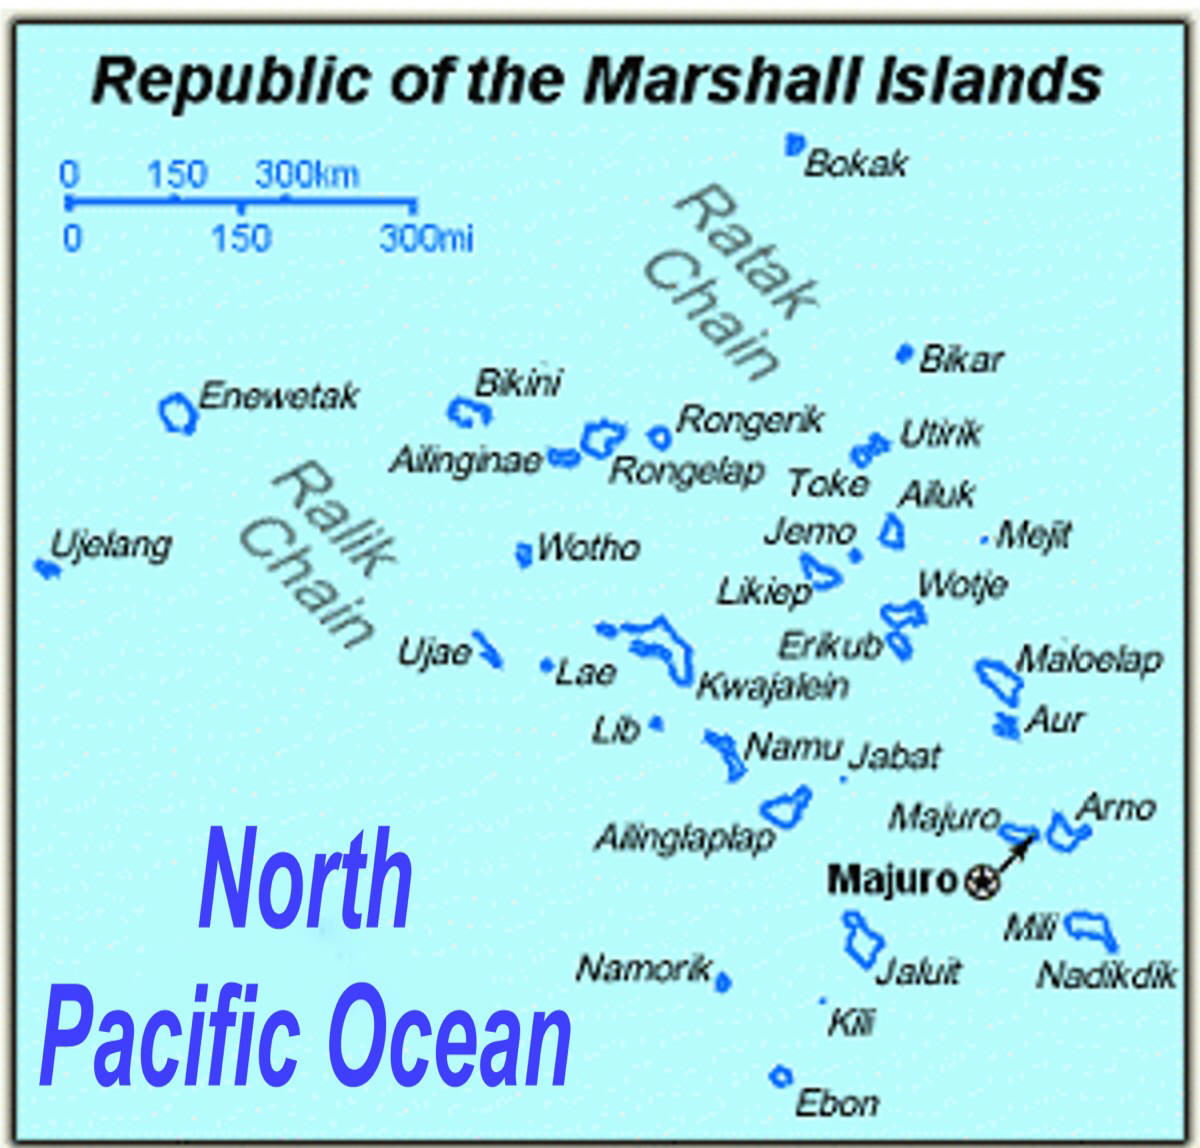 Republic of the Marshall Islands
Bokak
0 150 300km
0 150 300mi
Ratak
Chain
Bikar
Bikini
Enewetak
Rongerik
Utirik
Ailinginae
Rongelap
Toke
Ailuk
Ralik
Chain
Jemo
Mejit
Ujelang
Wotho
Likiep
Wotje
Ujae
Erikub
Lae
Maloelap
Kwajalein
Lib
Aur
Namu
Jabat
Majuro
Arno
Ailinglaplap
Majuro
North
Pacific Ocean
Mili
Namorik
Jaluit
Nadikdik
Kili
Ebon